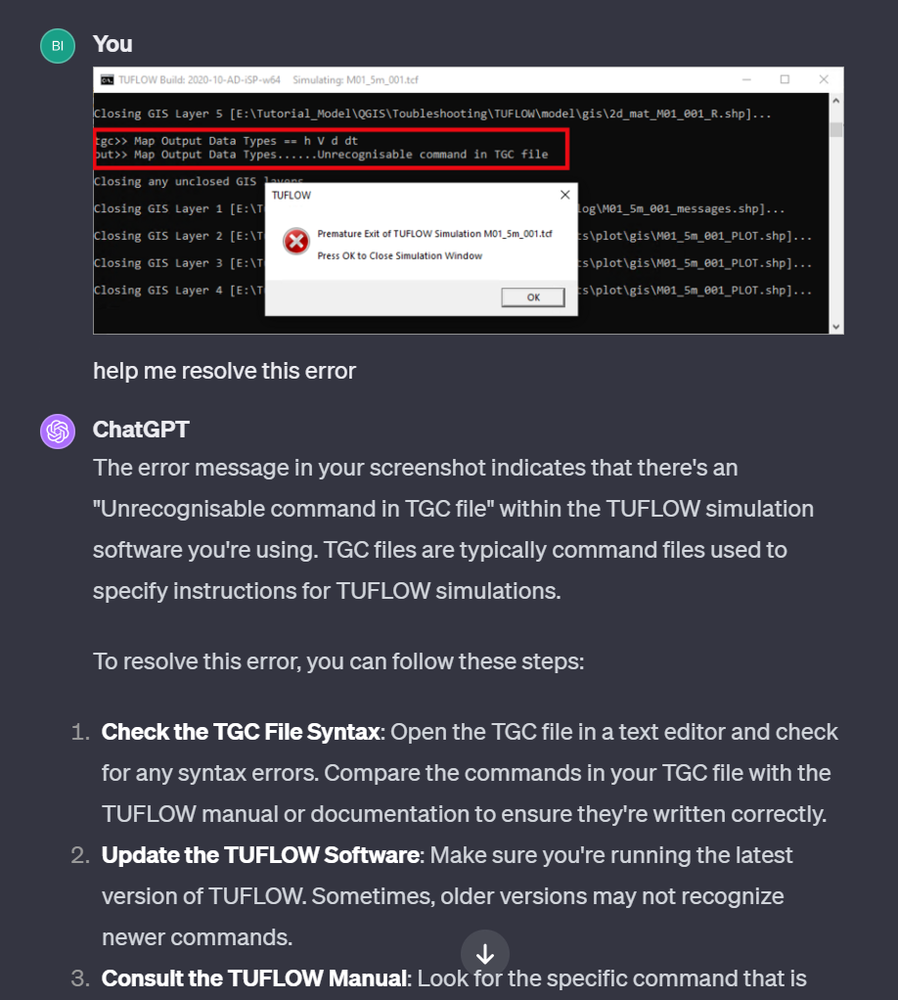 BI
You
TUFLOW Build: 2020-10-AD-iSP-w64 Simulating: M01_5m_001.tcf
Closing GIS Layer 5 [E:\Tutorial_Model\QGIS\Toubleshooting\TUFLOW\model\gis\2d_mat_M01_001_R.shp]...
tgc>> Map Output Data Types == h V d dt
out>> Map Output Data Types......Unrecognisable command in TGC file
Closing any unclosed GIS layers
TUFLOW
Closing GIS Layer 1 [E:\T
log\M01_5m_001_messages.shp]...
Premature Exit of TUFLOW Simulation M01_5m_001.tcf
Closing GIS Layer 2 [E:\T
ts\plot\gis\M01_5m_001_PLOT.shp]...
Press OK to Close Simulation Window
Closing GIS Layer 3 [E:\T
ts\plot\gis\M01_5m_001_PLOT.shp]...
Closing GIS Layer 4 [E:\T
ts\plot\gis\M01_5m_001_PLOT.shp]...
OK
help me resolve this error
ChatGPT
The error message in your screenshot indicates that there's an
"Unrecognisable command in TGC file" within the TUFLOW simulation
software you're using. TGC files are typically command files used to
specify instructions for TUFLOW simulations.
To resolve this error, you can follow these steps:
1. Check the TGC File Syntax: Open the TGC file in a text editor and check
for any syntax errors. Compare the commands in your TGC file with the
TUFLOW manual or documentation to ensure they're written correctly.
2. Update the TUFLOW Software: Make sure you're running the latest
version of TUFLOW. Sometimes, older versions may not recognize
newer commands.
3. Consult the TUFLOW Manual: Look for the specific command that is